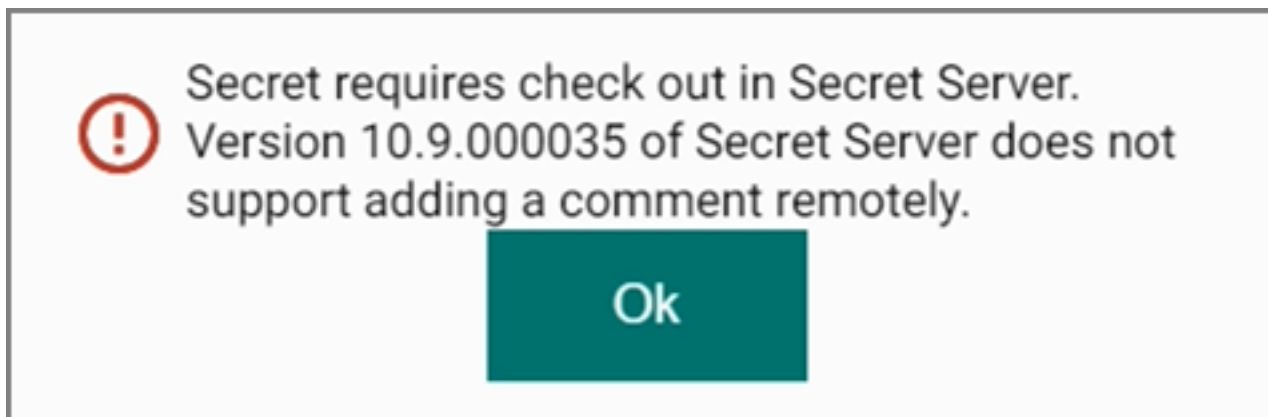 Secret requires check out in Secret Server.
Version 10.9.000035 of Secret Server does not
support adding a comment remotely.
Ok